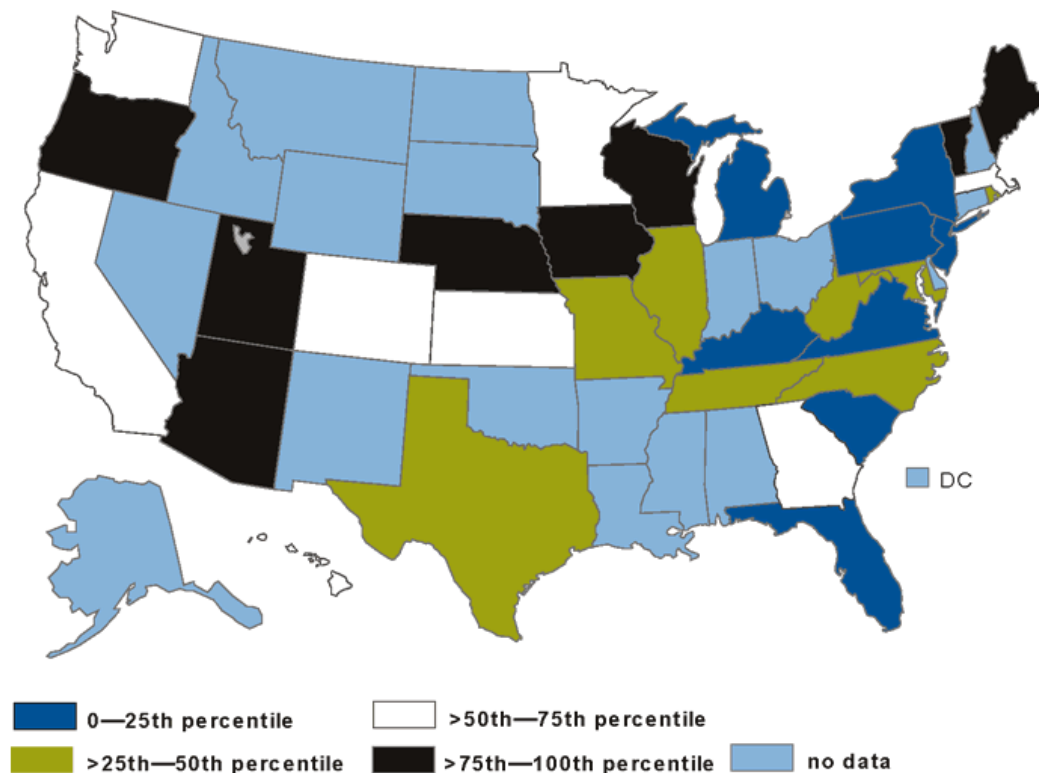 DC
0—25th percentile
>50th—75th percentile
>25th—50th percentile
>75th—100th percentile
no data